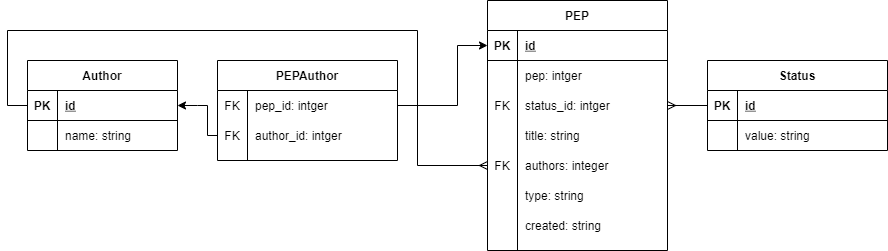 Author
PK id
name: string
PEPAuthor
FK pep_id: intger
FK author_id: intger
PEP
PK id
pep: intger
FK status_id: intger
title: string
FK authors: integer
type: string
created: string
Status
PK id
value: string